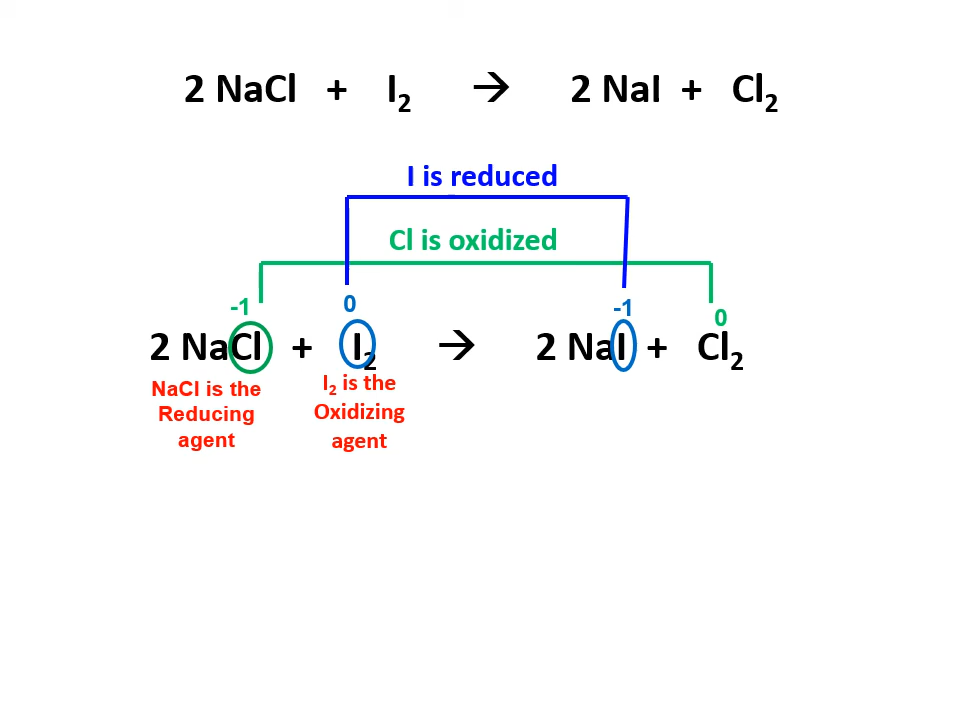 2 NaCl + I₂ → 2 NaI + Cl₂
I is reduced
Cl is oxidized
-1 0 -1 0
2 NaCl + I₂ → 2 NaI + Cl₂
NaCl is the
Reducing
agent
I₂ is the
Oxidizing
agent